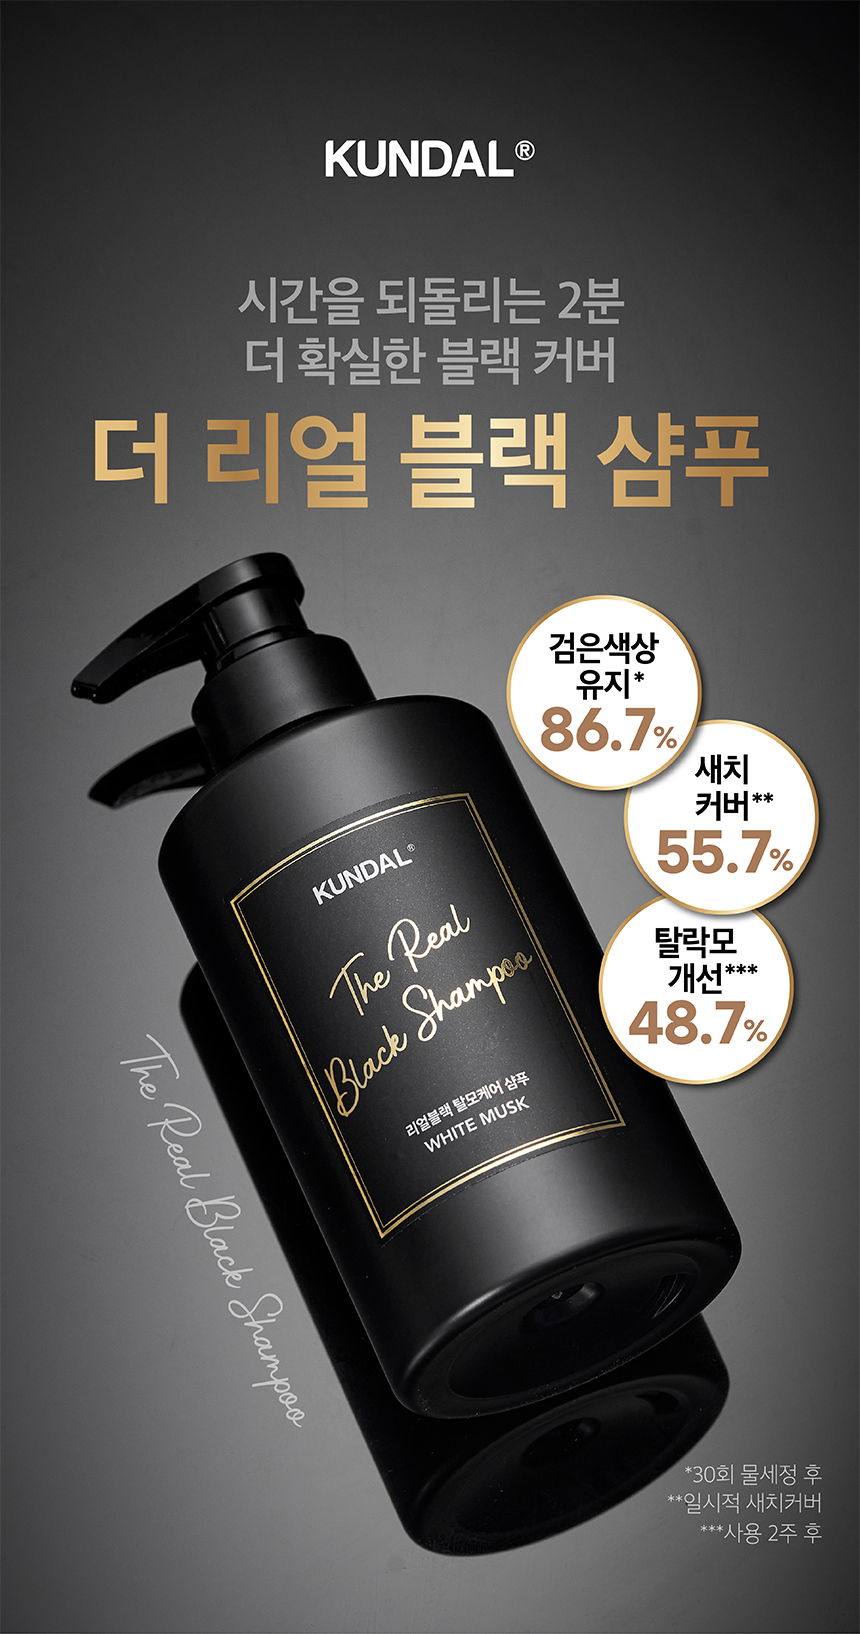 KUNDAL®
시간을 되돌리는 2분
더 확실한 블랙 커버
더 리얼 블랙 샴푸
검은색상
유지*
86.7%
새치
커버**
55.7%
탈락모
개선***
48.7%
KUNDAL®
The Real
Black Shampoo
리얼블랙 탈모케어 샴푸
WHITE MUSK
The Real Black Shampoo
*30회 물세정 후
**일시적 새치커버
***사용 2주 후